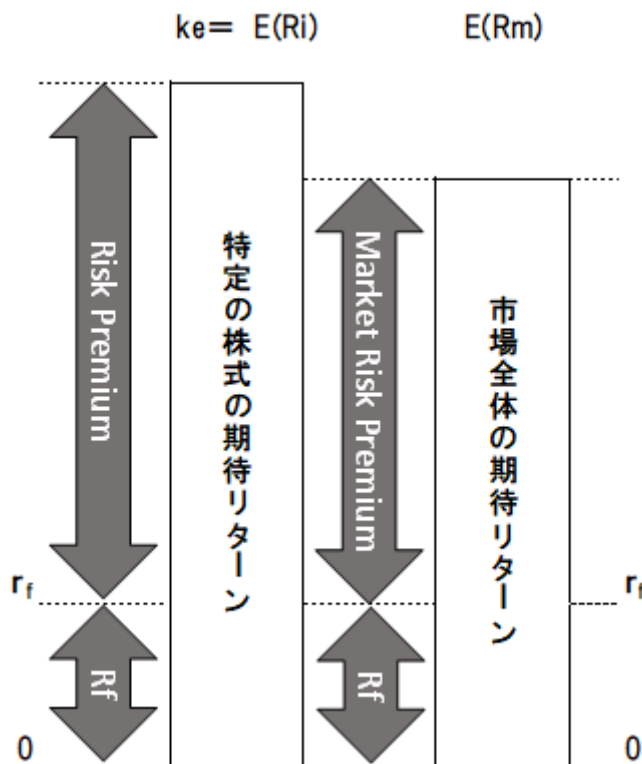 ke＝ E(Ri)
E(Rm)
Risk Premium
特定の株式の期待リターン
Market Risk Premium
市場全体の期待リターン
rf
rf
Rf
Rf
0
0